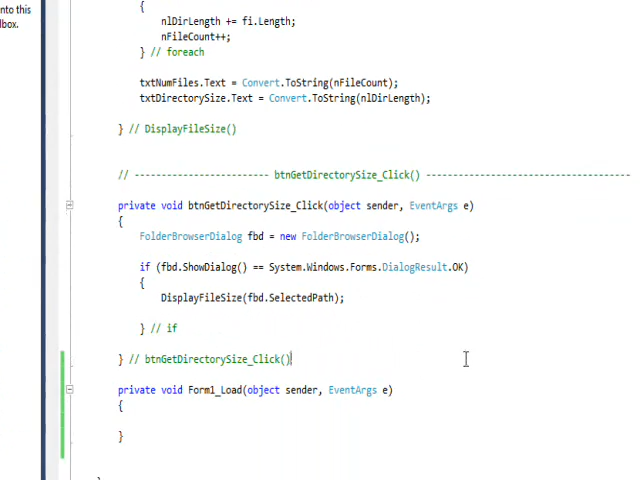 nto this
lbox.
{
nlDirLength += fi.Length;
nFileCount++;
} // foreach
txtNumFiles.Text = Convert.ToString(nFileCount);
txtDirectorySize.Text = Convert.ToString(nlDirLength);
} // DisplayFileSize()
// ------------------------- btnGetDirectorySize_Click() --------------------------------------
private void btnGetDirectorySize_Click(object sender, EventArgs e)
{
FolderBrowserDialog fbd = new FolderBrowserDialog();
if (fbd.ShowDialog() == System.Windows.Forms.DialogResult.OK)
{
DisplayFileSize(fbd.SelectedPath);
} // if
} // btnGetDirectorySize_Click()
private void Form1_Load(object sender, EventArgs e)
{
}